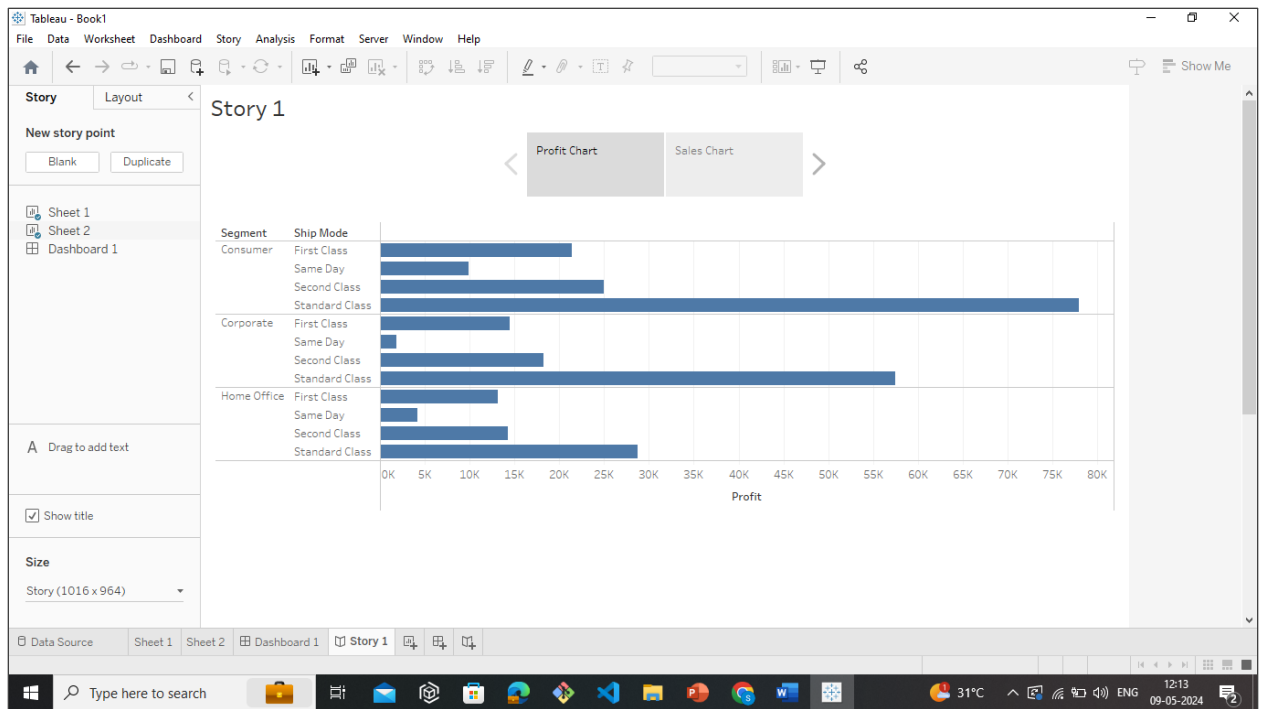 Tableau - Book1
File Data Worksheet Dashboard Story Analysis Format Server Window Help
Show Me
Story Layout
New story point
Blank Duplicate
Sheet 1
Sheet 2
Dashboard 1
A Drag to add text
Show title
Size
Story (1016 x 964)
Story 1
Profit Chart Sales Chart
Segment Ship Mode
Consumer First Class
Same Day
Second Class
Standard Class
Corporate First Class
Same Day
Second Class
Standard Class
Home Office First Class
Same Day
Second Class
Standard Class
0K 5K 10K 15K 20K 25K 30K 35K 40K 45K 50K 55K 60K 65K 70K 75K 80K
Profit
Data Source Sheet 1 Sheet 2 Dashboard 1 Story 1
Type here to search
31°C ENG 12:13
09-05-2024
2